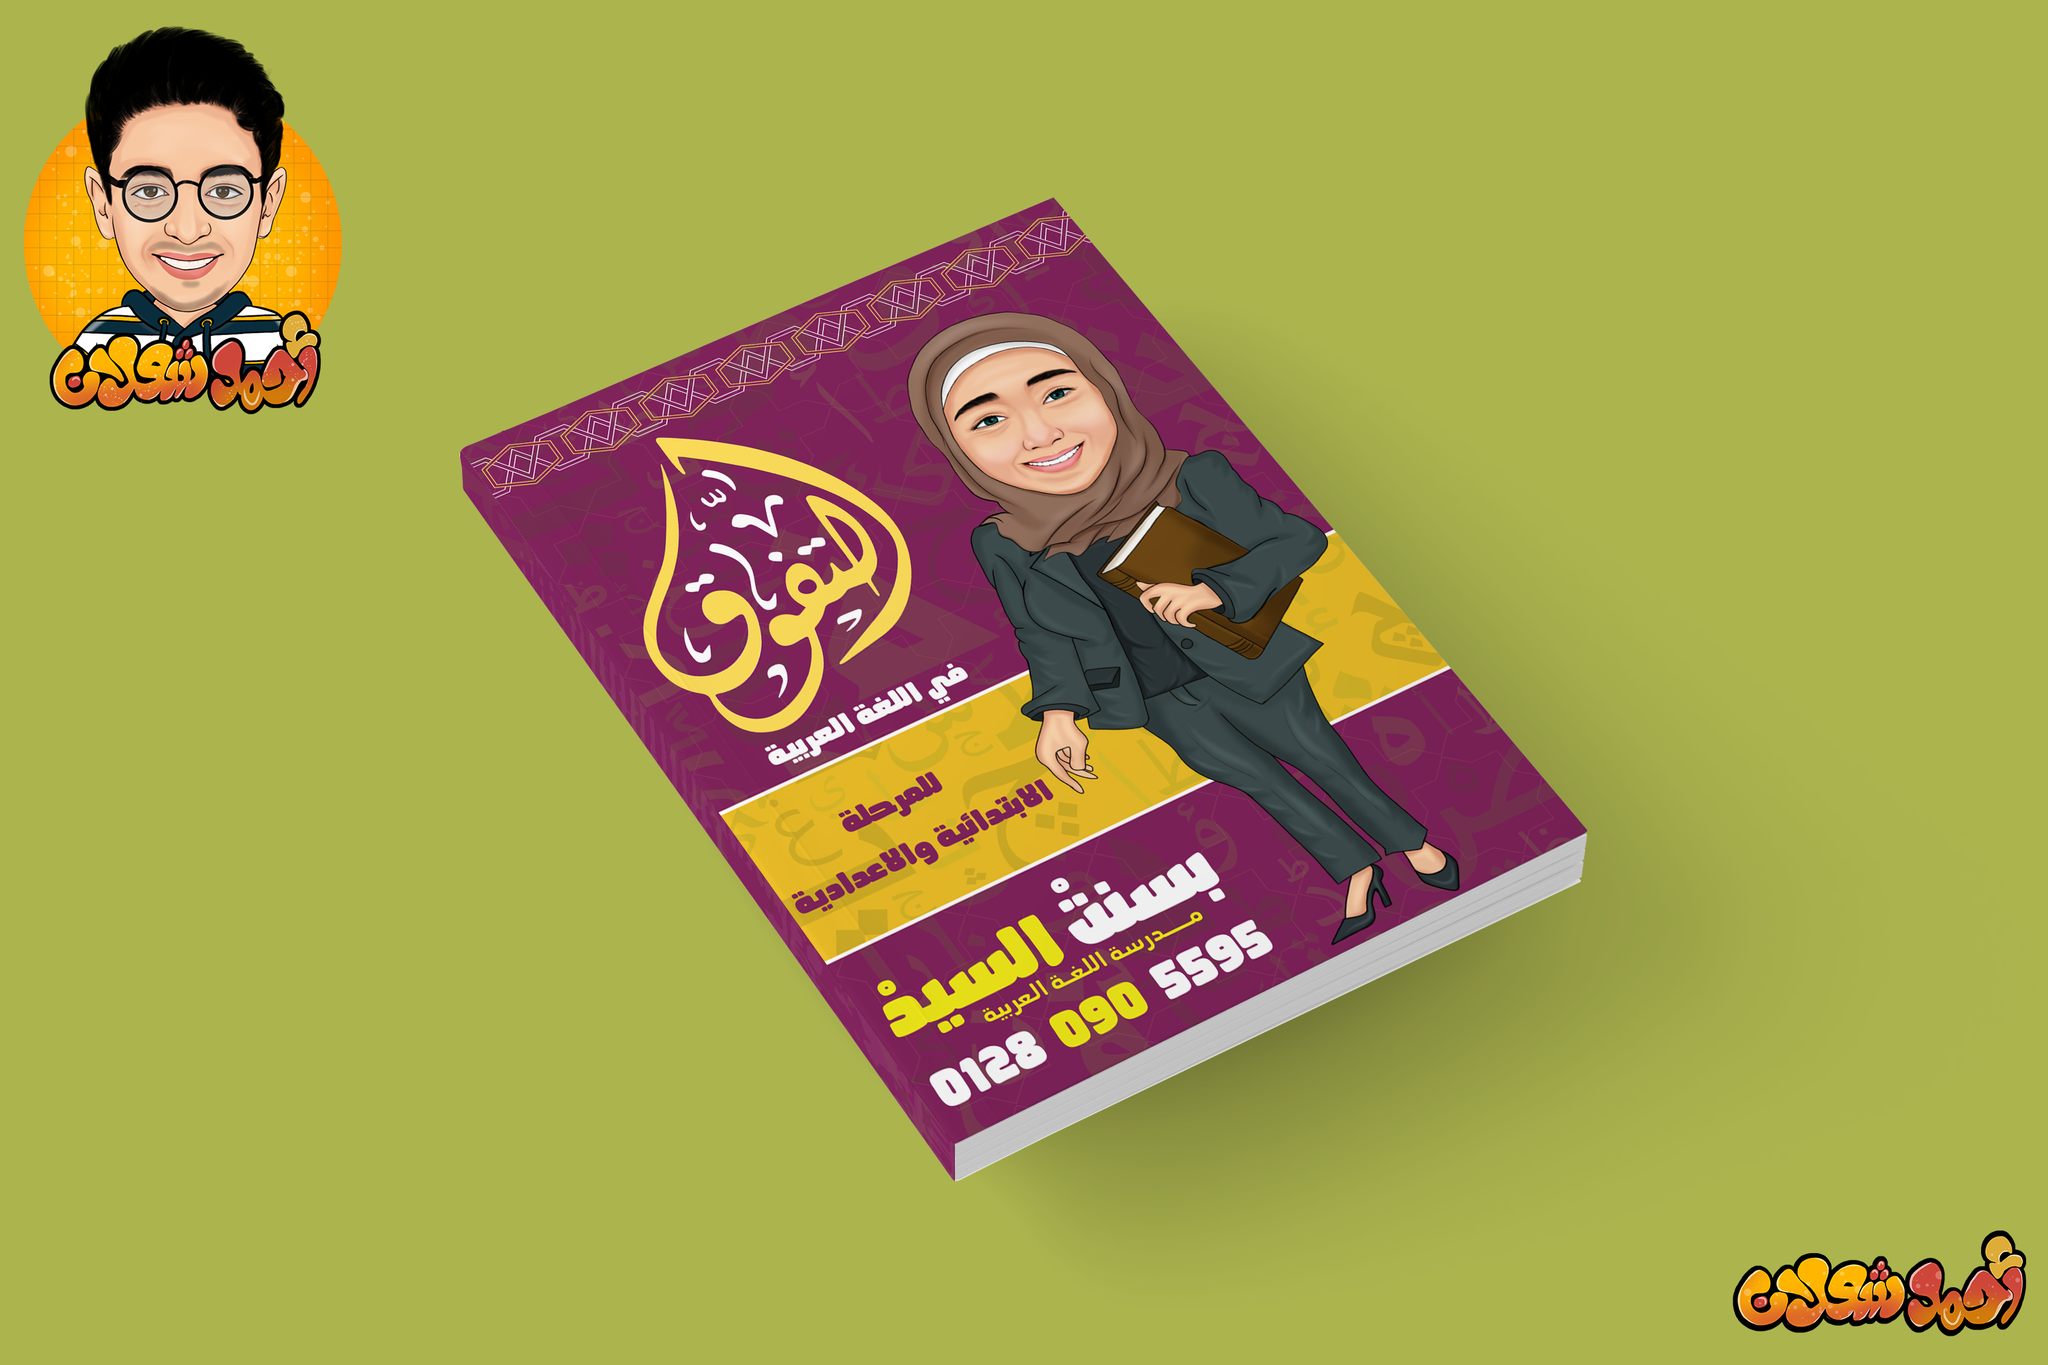 أحمد شعلان
التفوق
في اللغة العربية
للمرحلة
الابتدائية والاعدادية
بسنتْ السيدْ
مدرسة اللغة العربية
0128 090 5595
أحمد شعلان